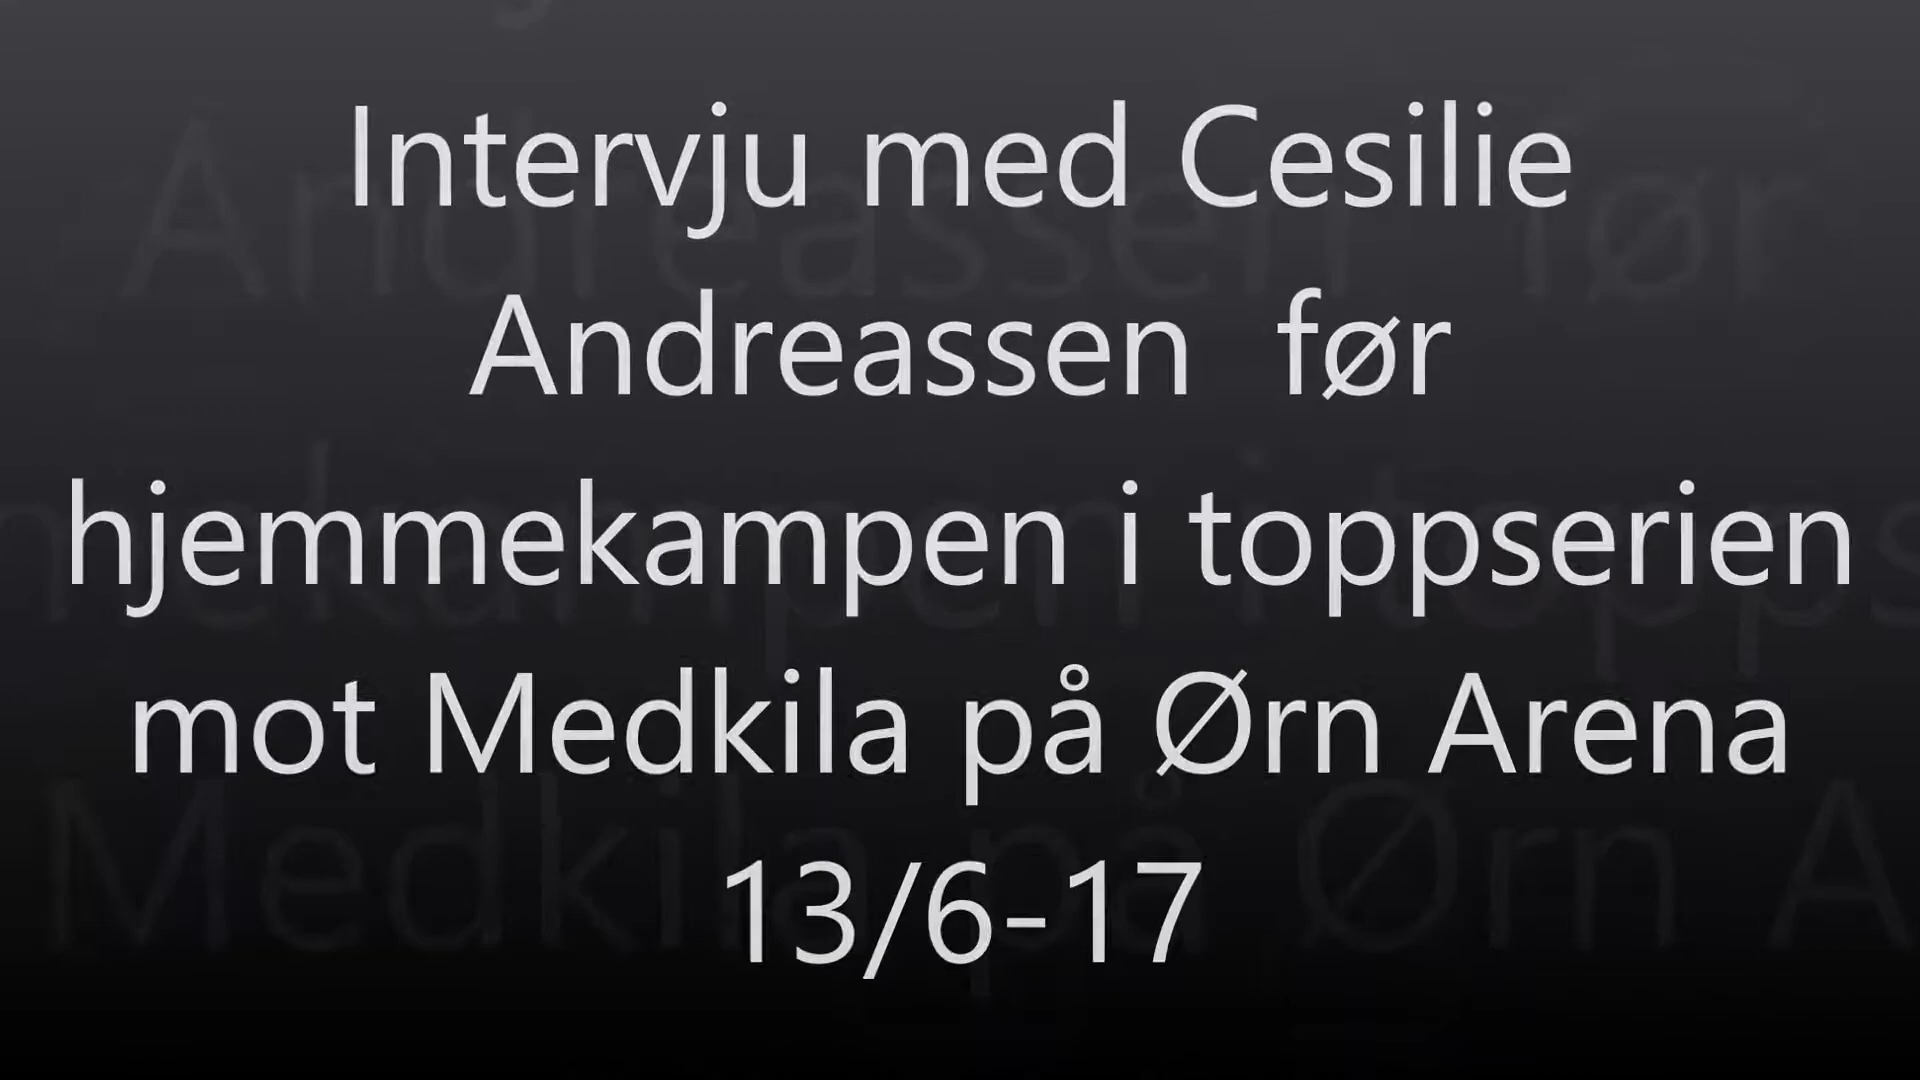 Intervju med Cesilie
Andreassen  før
hjemmekampen i toppserien
mot Medkila på Ørn Arena
13/6-17